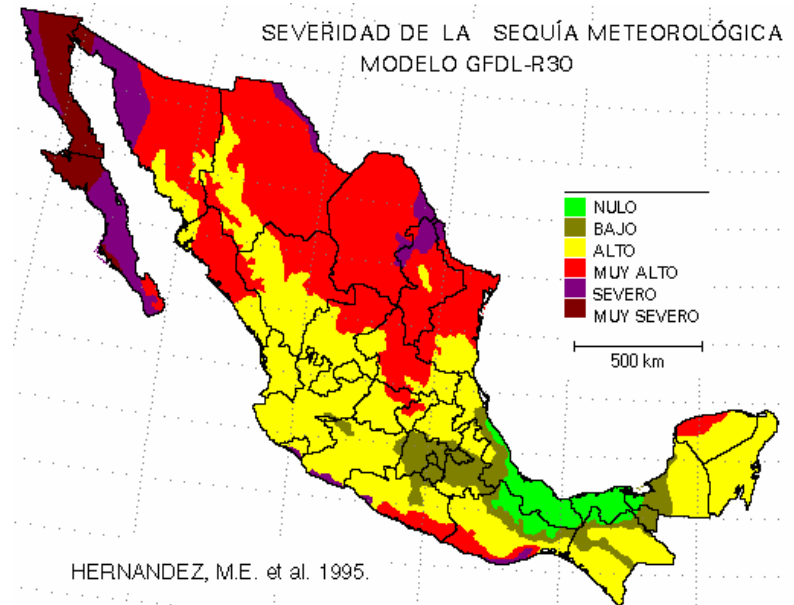 SEVERIDAD DE LA SEQUÍA METEOROLÓGICA
MODELO GFDL-R30
NULO
BAJO
ALTO
MUY ALTO
SEVERO
MUY SEVERO
500 km
HERNANDEZ, M.E. et al. 1995.